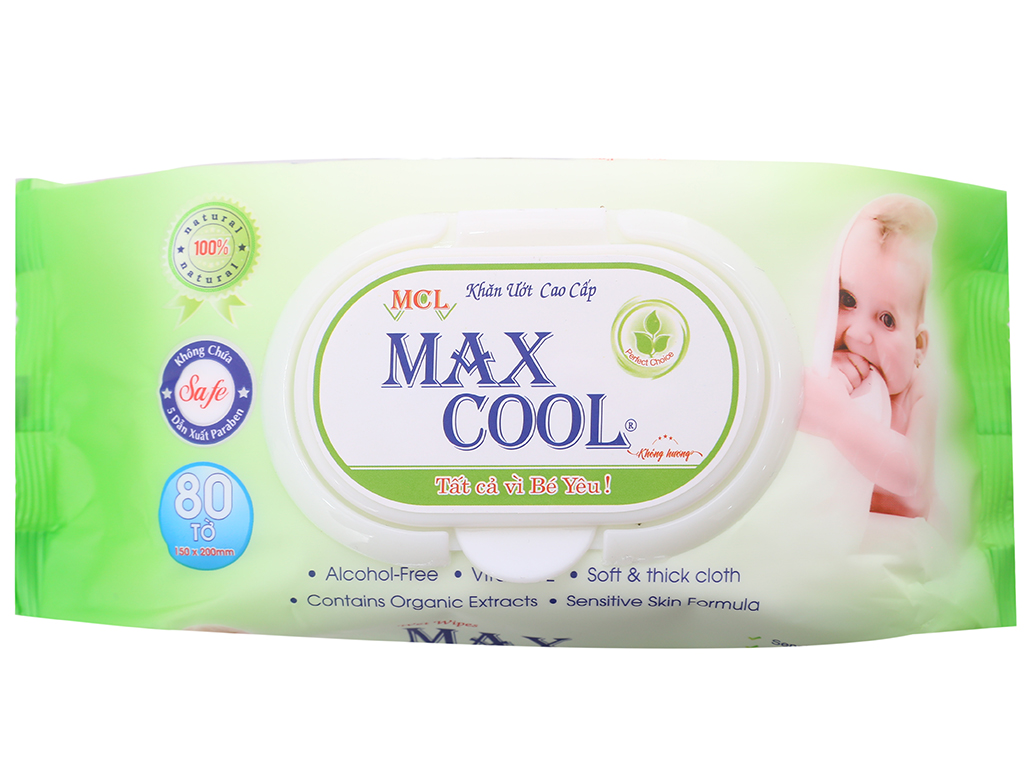 natural
100%
natural
Không Chứa
Safe
5 Dẫn Xuất Paraben
80
TỜ
150 x 200mm
MCL
Khăn Ướt Cao Cấp
MAX
COOL®
Perfect Choice
Không hương
Tất cả vì Bé Yêu!
• Alcohol-Free • • Soft & thick cloth
• Contains Organic Extracts • Sensitive Skin Formula
Wipes
MAX